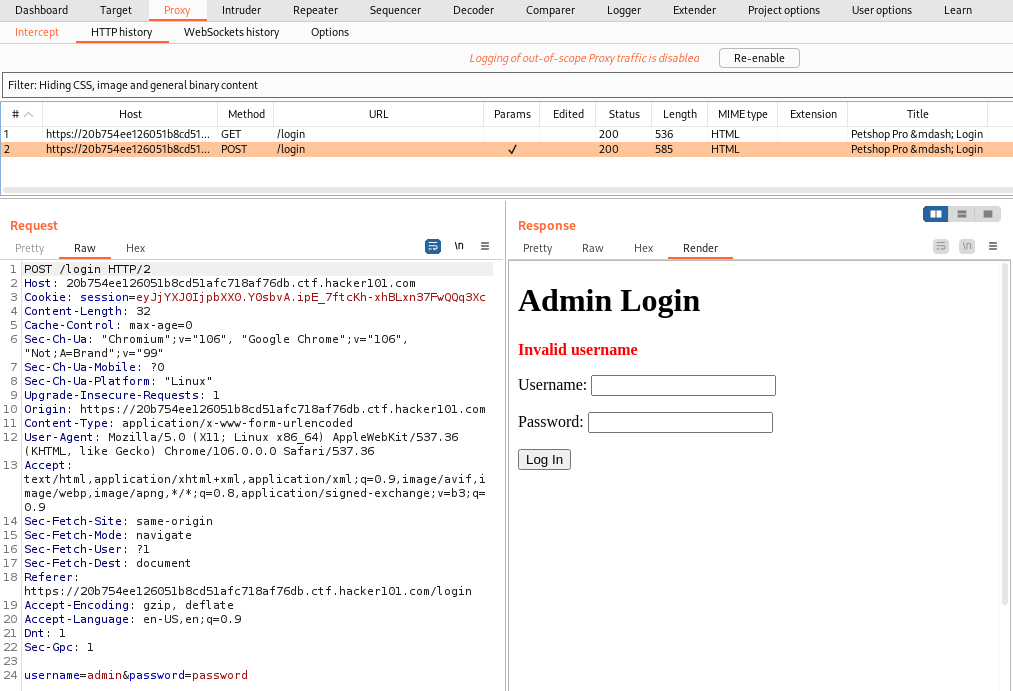 Dashboard Target Proxy Intruder Repeater Sequencer Decoder Comparer Logger Extender Project options User options Learn
Intercept HTTP history WebSockets history Options
Logging of out-of-scope Proxy traffic is disabled Re-enable
Filter: Hiding CSS, image and general binary content
# Host Method URL Params Edited Status Length MIME type Extension Title
1 https://20b754ee126051b8cd51... GET /login 200 536 HTML Petshop Pro &mdash; Login
2 https://20b754ee126051b8cd51... POST /login ✓ 200 585 HTML Petshop Pro &mdash; Login
Request
Pretty Raw Hex \n
1 POST /login HTTP/2
2 Host: 20b754ee126051b8cd51afc718af76db.ctf.hacker101.com
3 Cookie: session=eyJjYXJ0IjpbXX0.Y0sbvA.ipE_7ftcKh-xhBLxn37FwQQq3Xc
4 Content-Length: 32
5 Cache-Control: max-age=0
6 Sec-Ch-Ua: "Chromium";v="106", "Google Chrome";v="106",
"Not;A=Brand";v="99"
7 Sec-Ch-Ua-Mobile: ?0
8 Sec-Ch-Ua-Platform: "Linux"
9 Upgrade-Insecure-Requests: 1
10 Origin: https://20b754ee126051b8cd51afc718af76db.ctf.hacker101.com
11 Content-Type: application/x-www-form-urlencoded
12 User-Agent: Mozilla/5.0 (X11; Linux x86_64) AppleWebKit/537.36
(KHTML, like Gecko) Chrome/106.0.0.0 Safari/537.36
13 Accept:
text/html,application/xhtml+xml,application/xml;q=0.9,image/avif,i
mage/webp,image/apng,*/*;q=0.8,application/signed-exchange;v=b3;q=
0.9
14 Sec-Fetch-Site: same-origin
15 Sec-Fetch-Mode: navigate
16 Sec-Fetch-User: ?1
17 Sec-Fetch-Dest: document
18 Referer:
https://20b754ee126051b8cd51afc718af76db.ctf.hacker101.com/login
19 Accept-Encoding: gzip, deflate
20 Accept-Language: en-US,en;q=0.9
21 Dnt: 1
22 Sec-Gpc: 1
23
24 username=admin&password=password
Response
Pretty Raw Hex Render \n
Admin Login
Invalid username
Username:
Password:
Log In